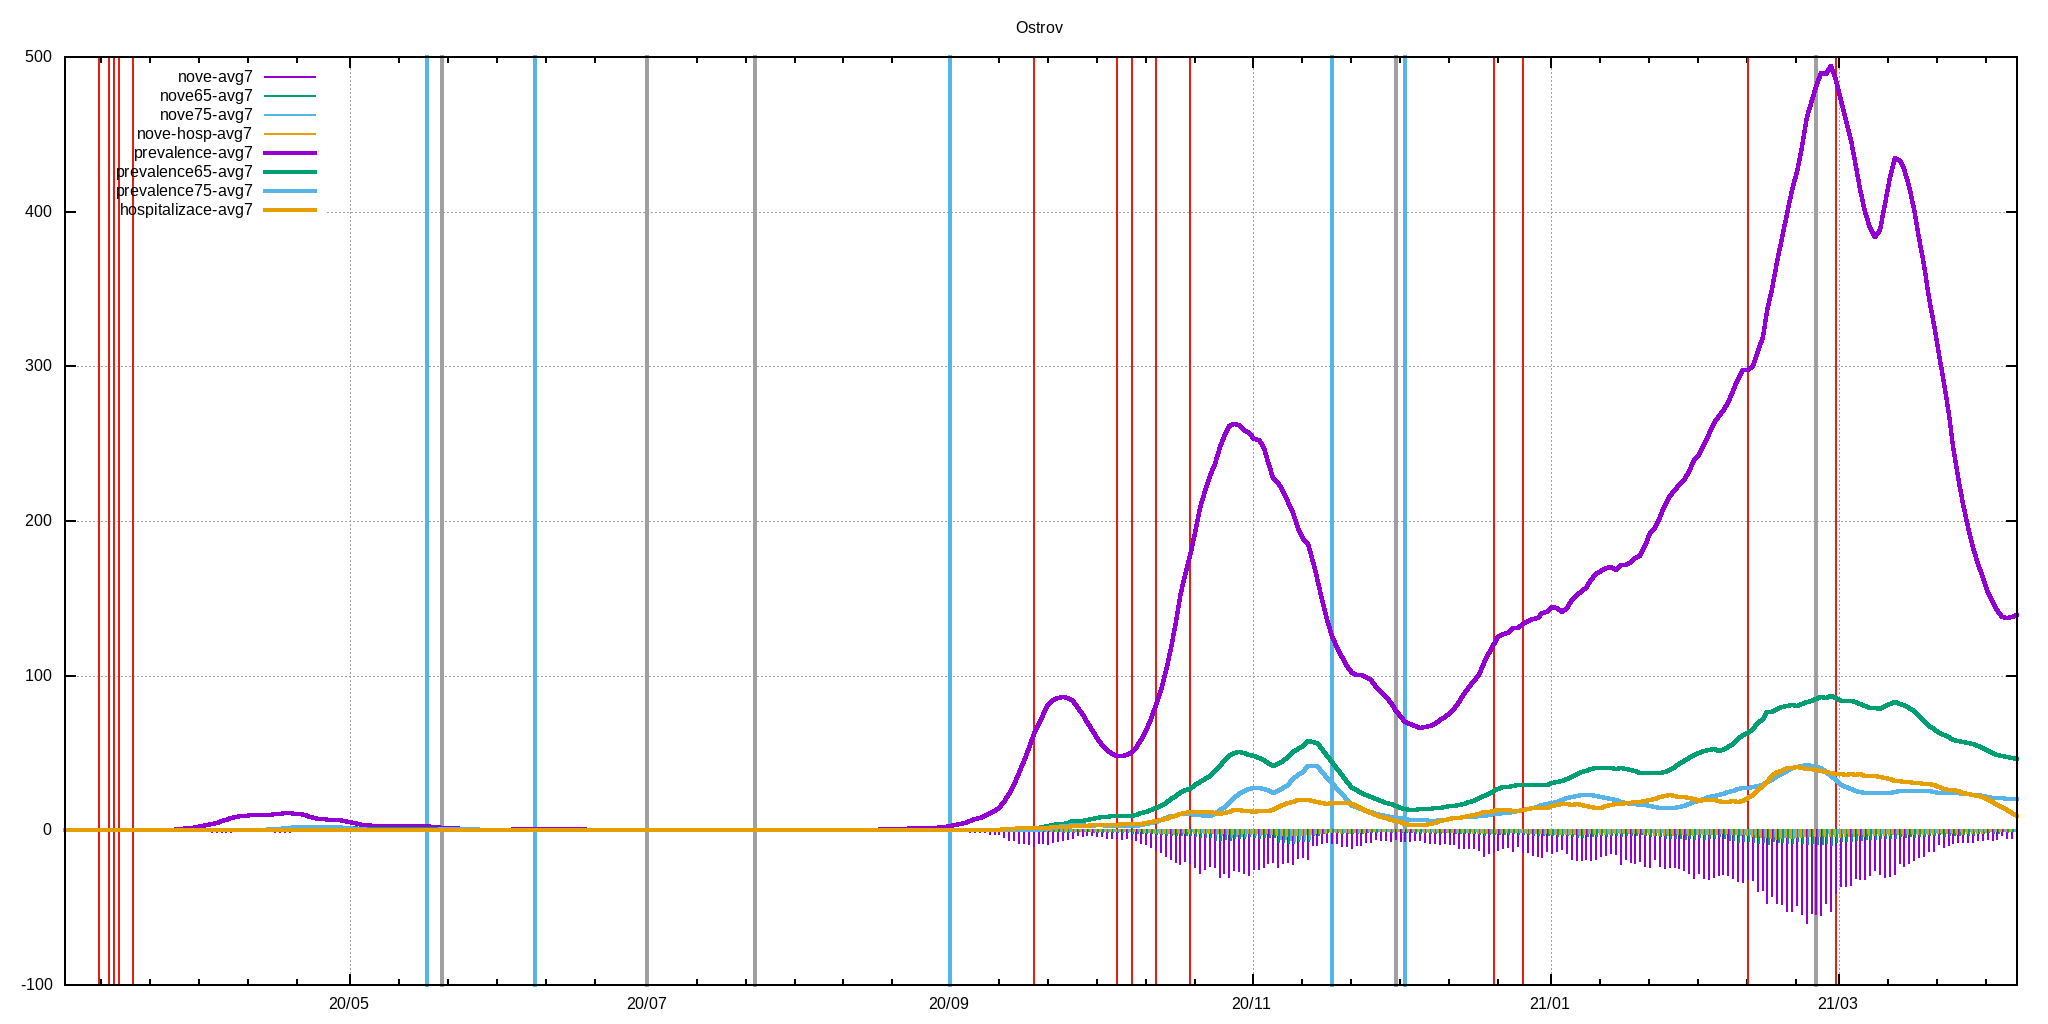 Ostrov
500
400
300
200
100
0
-100
nove-avg7
nove65-avg7
nove75-avg7
nove-hosp-avg7
prevalence-avg7
prevalence65-avg7
prevalence75-avg7
hospitalizace-avg7
20/05
20/07
20/09
20/11
21/01
21/03